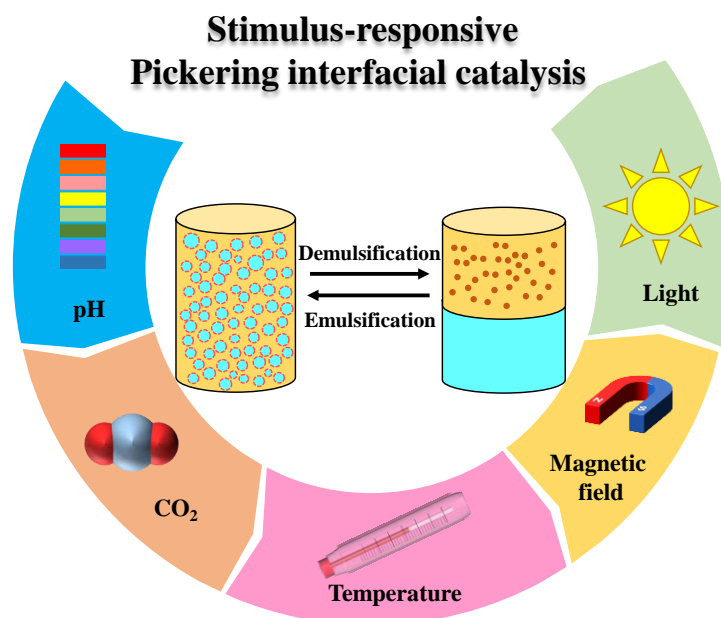 Stimulus-responsive
Pickering interfacial catalysis
pH
Demulsification
Emulsification
Light
CO₂
N
S
Magnetic
field
Temperature